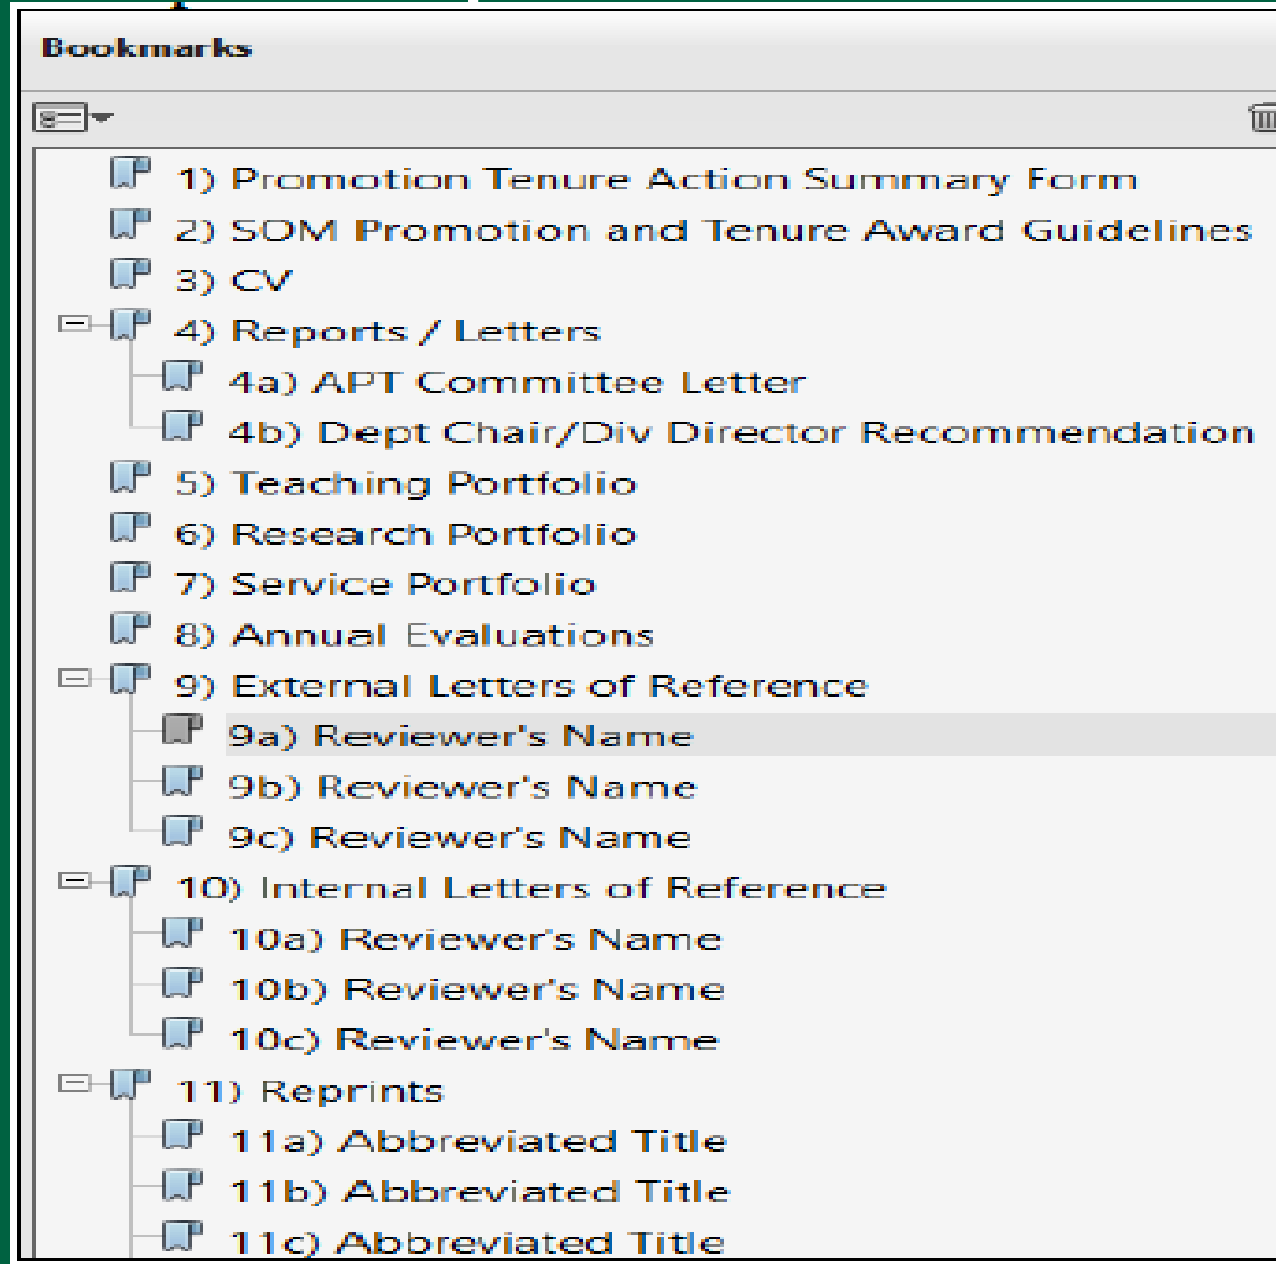 Bookmarks
1) Promotion Tenure Action Summary Form
2) SOM Promotion and Tenure Award Guidelines
3) CV
4) Reports / Letters
4a) APT Committee Letter
4b) Dept Chair/Div Director Recommendation
5) Teaching Portfolio
6) Research Portfolio
7) Service Portfolio
8) Annual Evaluations
9) External Letters of Reference
9a) Reviewer's Name
9b) Reviewer's Name
9c) Reviewer's Name
10) Internal Letters of Reference
10a) Reviewer's Name
10b) Reviewer's Name
10c) Reviewer's Name
11) Reprints
11a) Abbreviated Title
11b) Abbreviated Title
11c) Abbreviated Title